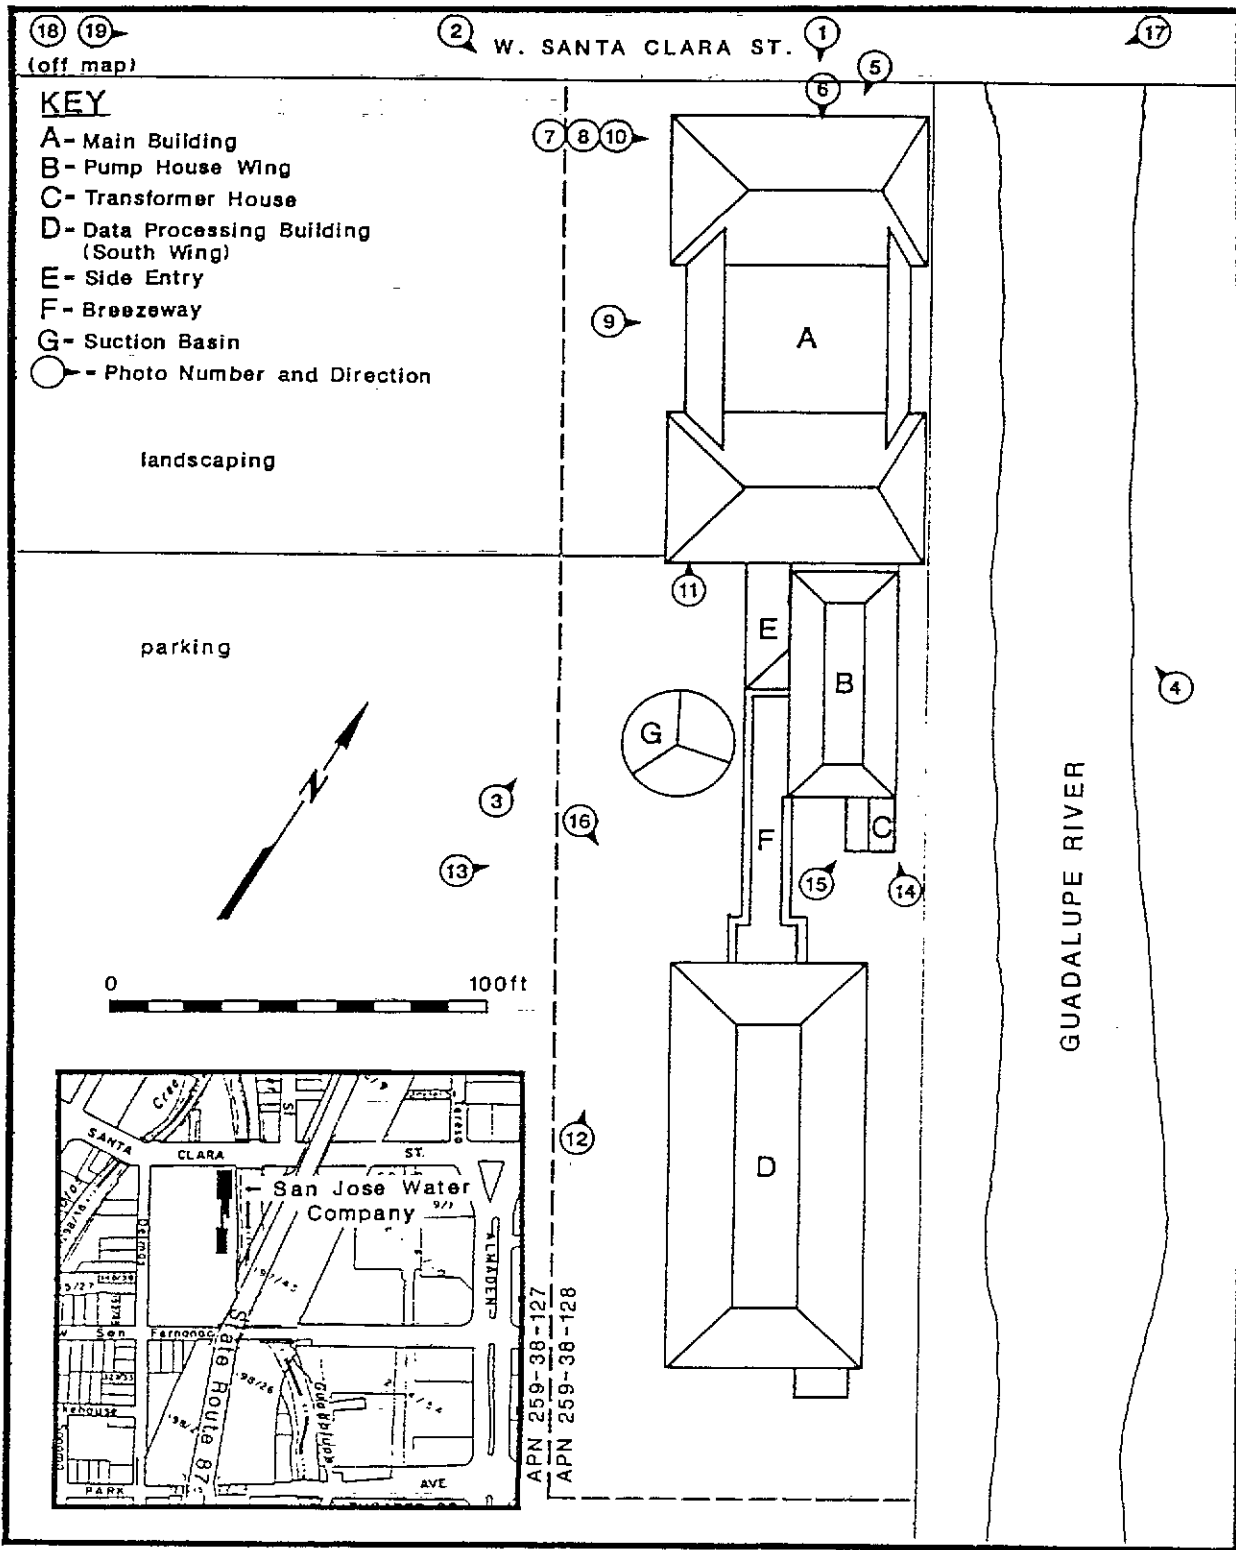 18 19 2 W. SANTA CLARA ST. 1 17
(off map)
5
6
KEY
A- Main Building
B- Pump House Wing
C- Transformer House
D- Data Processing Building
(South Wing)
E- Side Entry
F- Breezeway
G- Suction Basin
- Photo Number and Direction
7 8 10
9
A
landscaping
11
parking
E
B
4
G
N
3
16
F
C
13
15
14
GUADALUPE RIVER
0 100ft
12
D
SANTA
CLARA
ST.
San Jose Water
Company
ALMADEN
Delmas
W San Fernando
State Route 87
Guadalupe
PARK
AVE
APN 259-38-127
APN 259-38-128